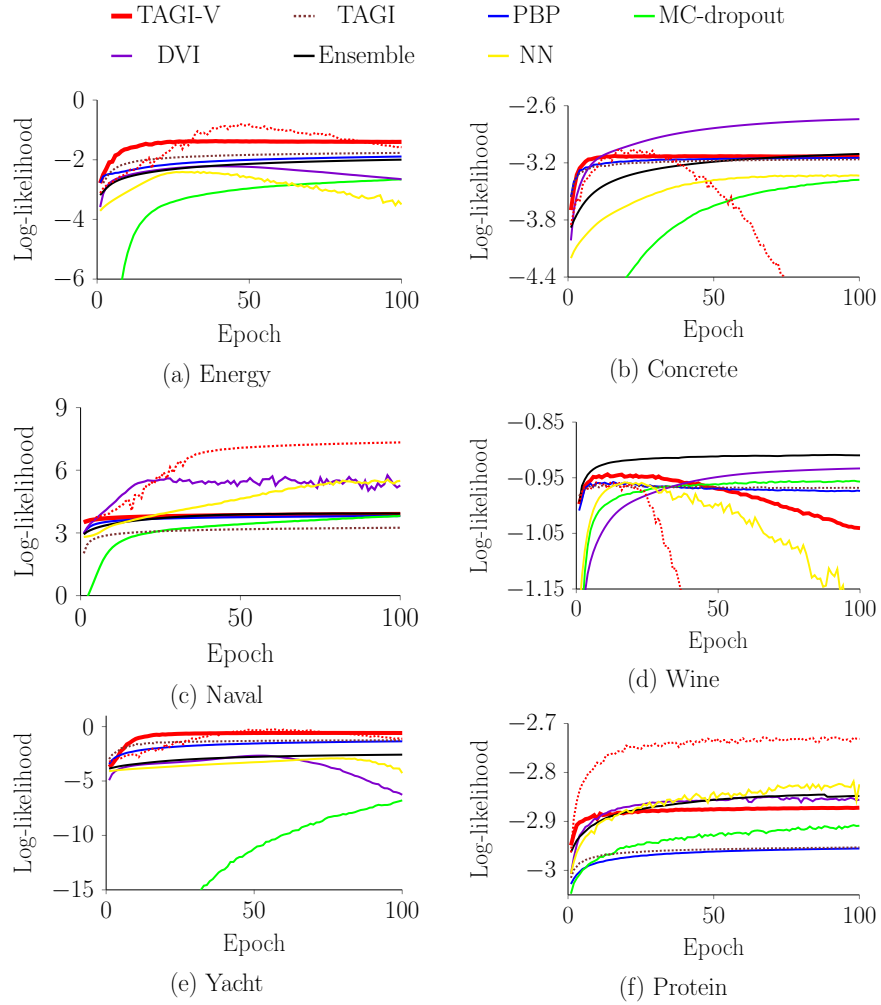 TAGI-V TAGI PBP MC-dropout
DVI Ensemble NN
0
−2
−4
−6
Log-likelihood
0 50 100
Epoch
(a) Energy
−2.6
−3.2
−3.8
−4.4
Log-likelihood
0 50 100
Epoch
(b) Concrete
9
6
3
0
Log-likelihood
0 50 100
Epoch
(c) Naval
−0.85
−0.95
−1.05
−1.15
Log-likelihood
0 50 100
Epoch
(d) Wine
0
−5
−10
−15
Log-likelihood
0 50 100
Epoch
(e) Yacht
−2.7
−2.8
−2.9
−3
Log-likelihood
0 50 100
Epoch
(f) Protein